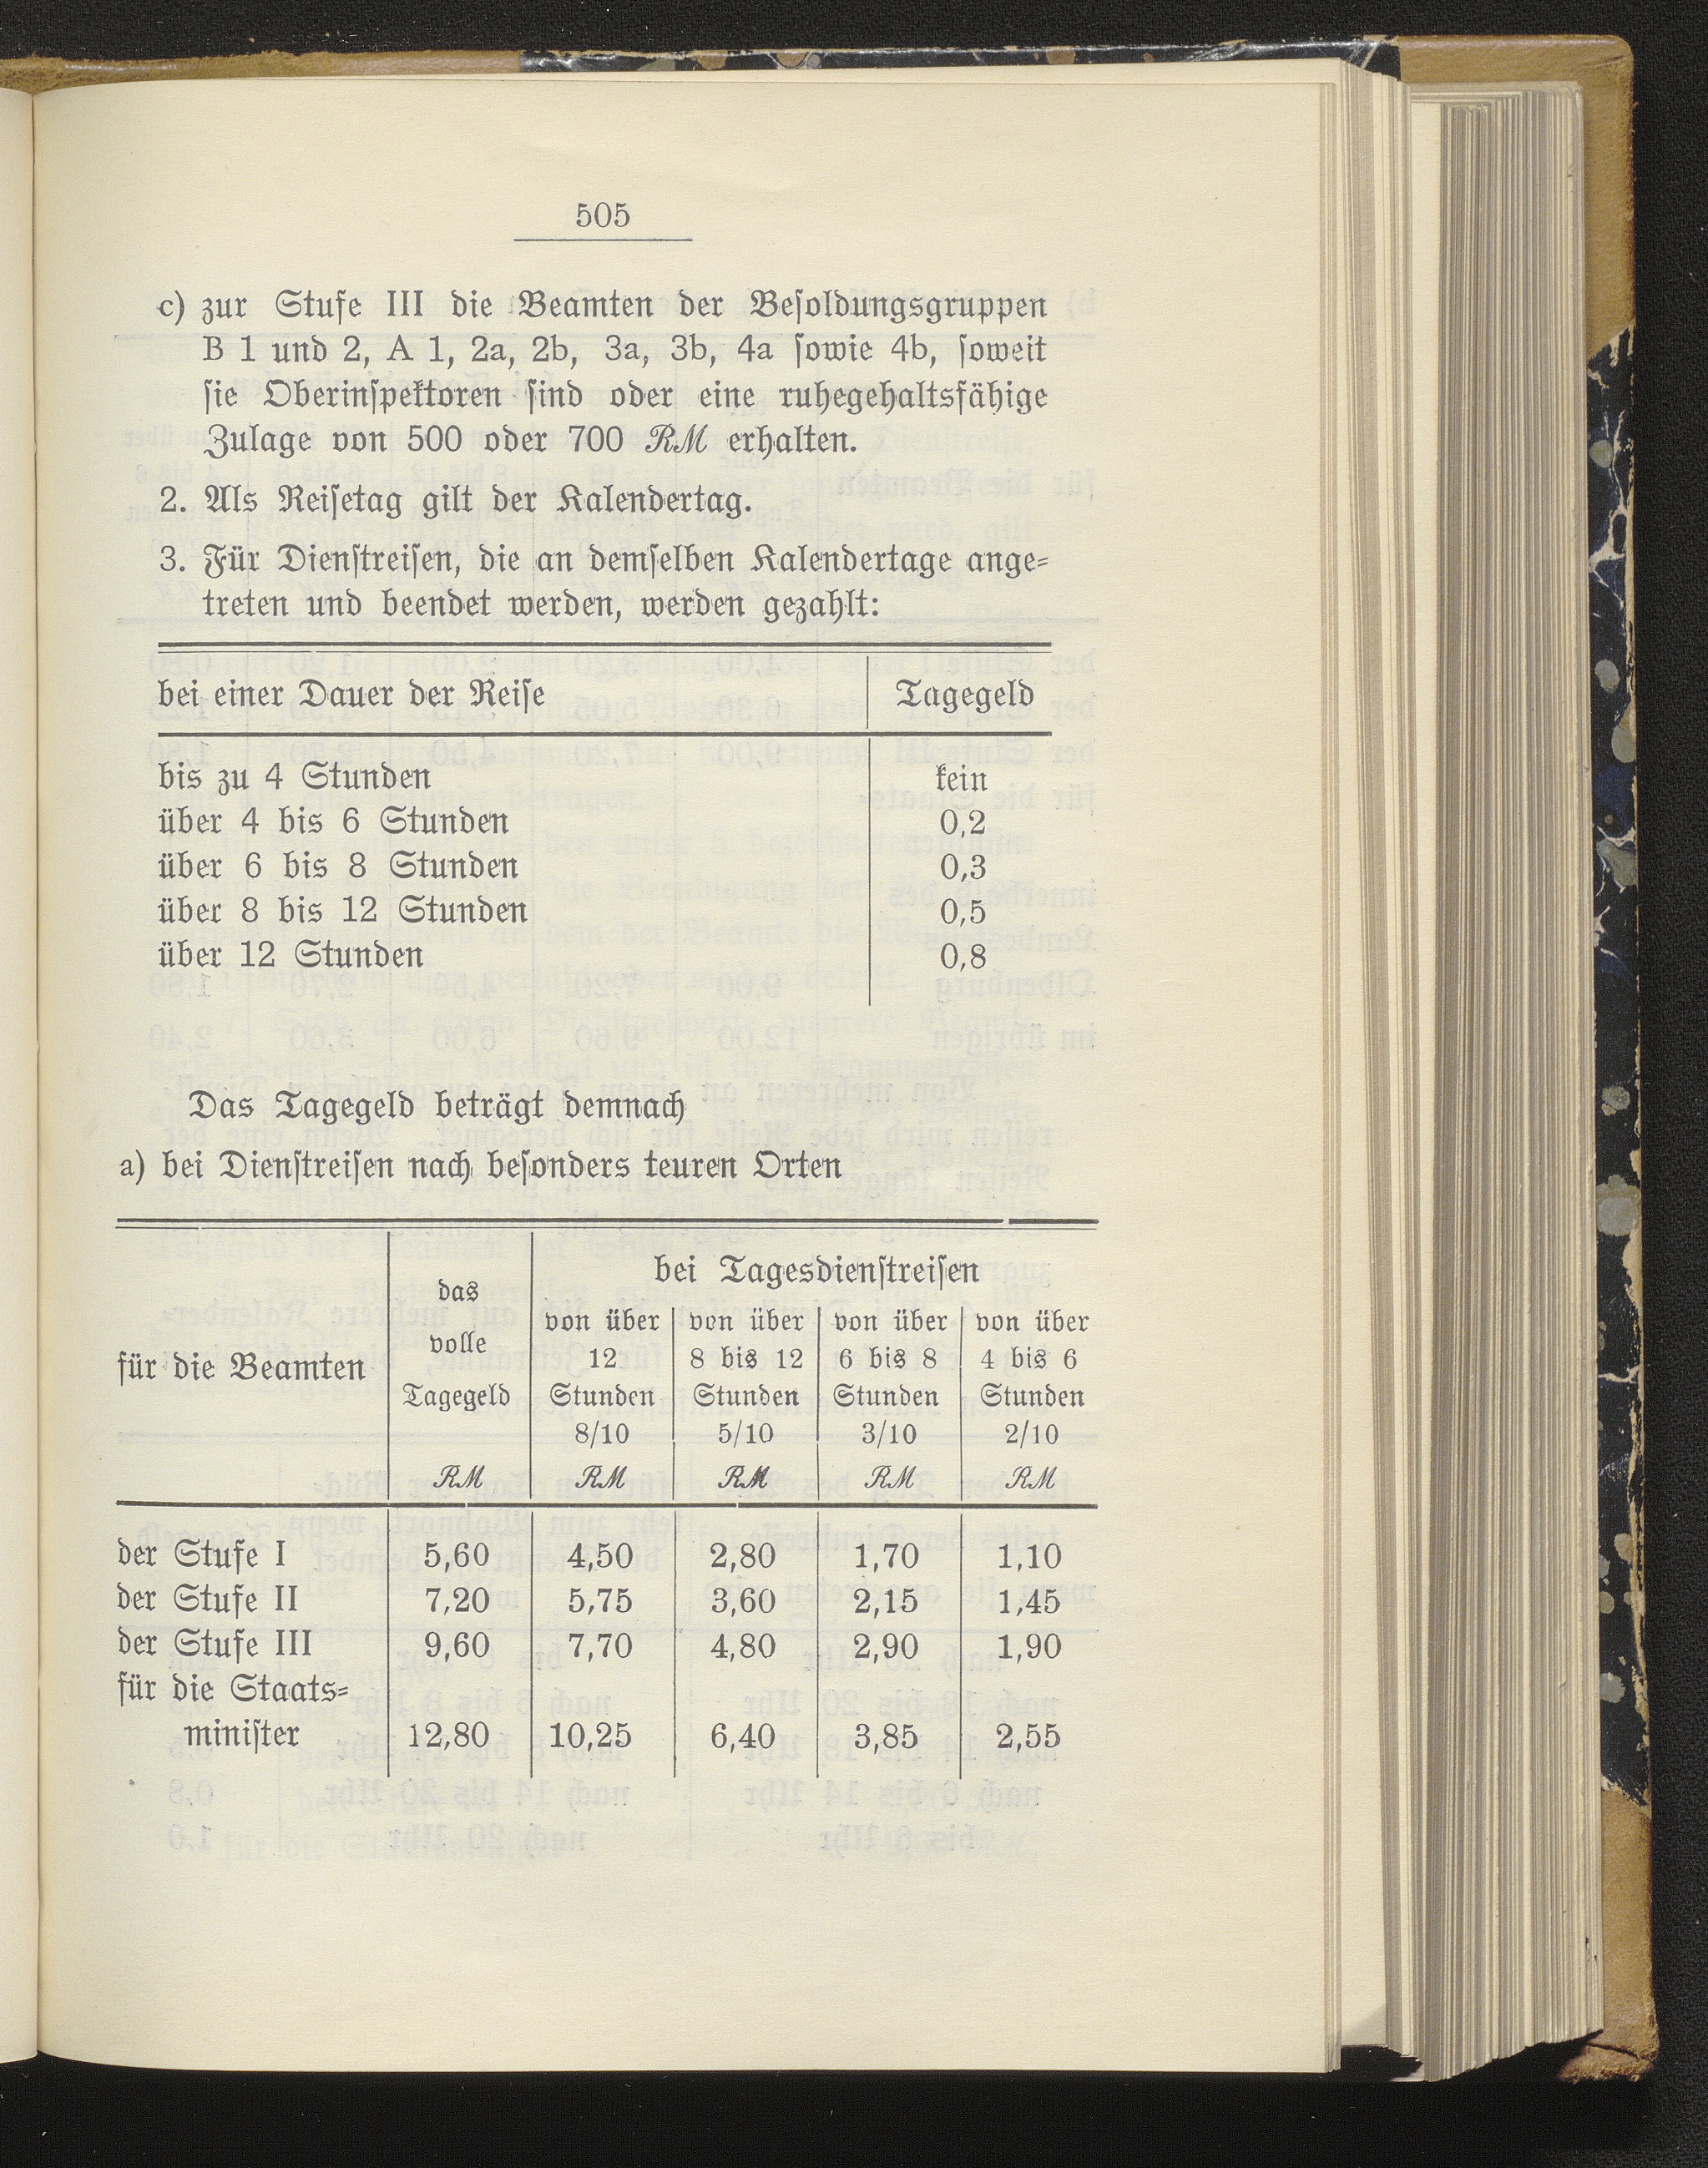 505
c) zur Stufe III die Beamten der Beſoldungsgruppen
B 1 und 2, A 1, 2a, 2b, 3a, 3b, 4a ſowie 4b, ſoweit
ſie Oberinſpektoren ſind oder eine ruhegehaltsfähige
Zulage von 500 oder 700 RM erhalten.
2. Als Reiſetag gilt der Kalendertag.
3. Für Dienſtreiſen, die an demſelben Kalendertage ange=
treten und beendet werden, werden gezahlt:
bei einer Dauer der Reiſe Tagegeld
bis zu 4 Stunden kein
über 4 bis 6 Stunden 0,2
über 6 bis 8 Stunden 0,3
über 8 bis 12 Stunden 0,5
über 12 Stunden 0,8
Das Tagegeld beträgt demnach
a) bei Dienſtreiſen nach beſonders teuren Orten
für die Beamten
das
volle
Tagegeld
RM
bei Tagesdienſtreiſen
von über von über von über von über
12 8 bis 12 6 bis 8 4 bis 6
Stunden Stunden Stunden Stunden
8/10 5/10 3/10 2/10
RM RM RM RM
der Stufe I 5,60 4,50 2,80 1,70 1,10
der Stufe II 7,20 5,75 3,60 2,15 1,45
der Stufe III 9,60 7,70 4,80 2,90 1,90
für die Staats=
miniſter 12,80 10,25 6,40 3,85 2,55